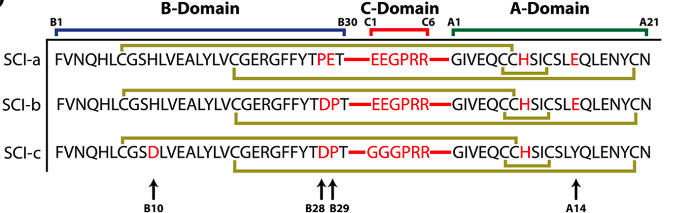 B-Domain C-Domain A-Domain
B1 B30 C1 C6 A1 A21
SCI-a FVNQHLCGSHLVEALYLVCGERGFFYTPET EEGPRR GIVEQCCHSICSLEQLENYCN
SCI-b FVNQHLCGSHLVEALYLVCGERGFFYTDPT EEGPRR GIVEQCCHSICSLEQLENYCN
SCI-c FVNQHLCGSDLVEALYLVCGERGFFYTDPT GGGPRR GIVEQCCHSICSLYQLENYCN
B10 B28 B29 A14